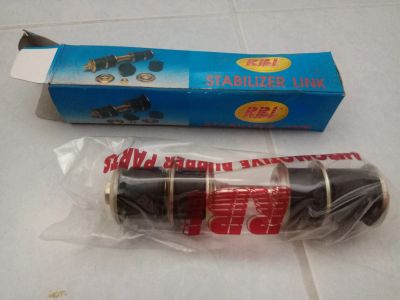 RBI
STABILIZER LINK
RBI
AUTOMOTIVE RUBBER PARTS
RBI